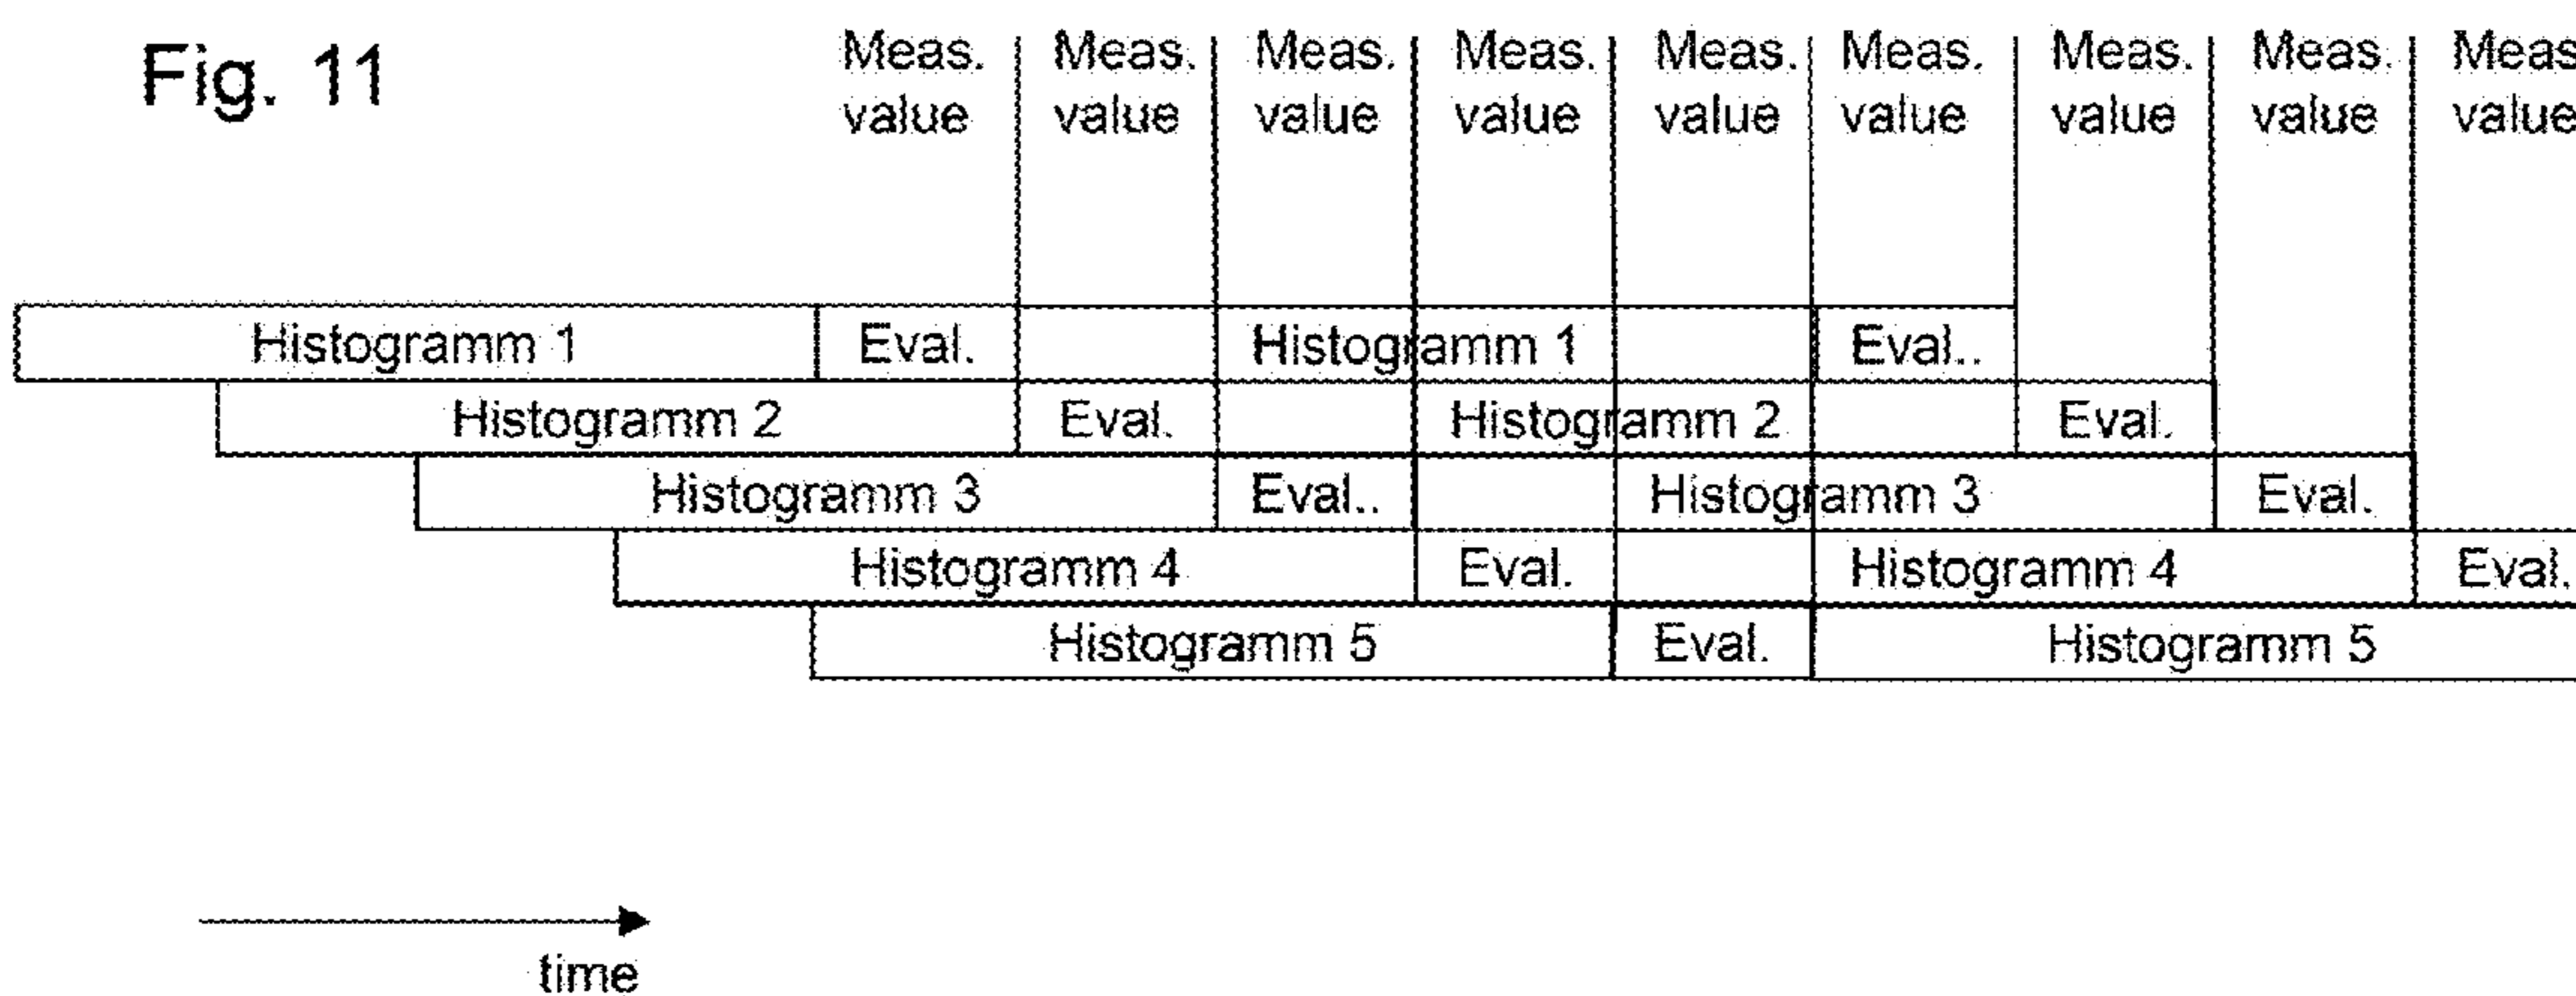 Fig. 11
Meas. Meas. Meas. Meas. Meas. Meas. Meas. Meas. Meas
value value value value value value value value value
Histogramm 1 Eval. Histogramm 1 Eval..
Histogramm 2 Eval. Histogramm 2 Eval.
Histogramm 3 Eval.. Histogramm 3 Eval.
Histogramm 4 Eval. Histogramm 4 Eval.
Histogramm 5 Eval. Histogramm 5
time